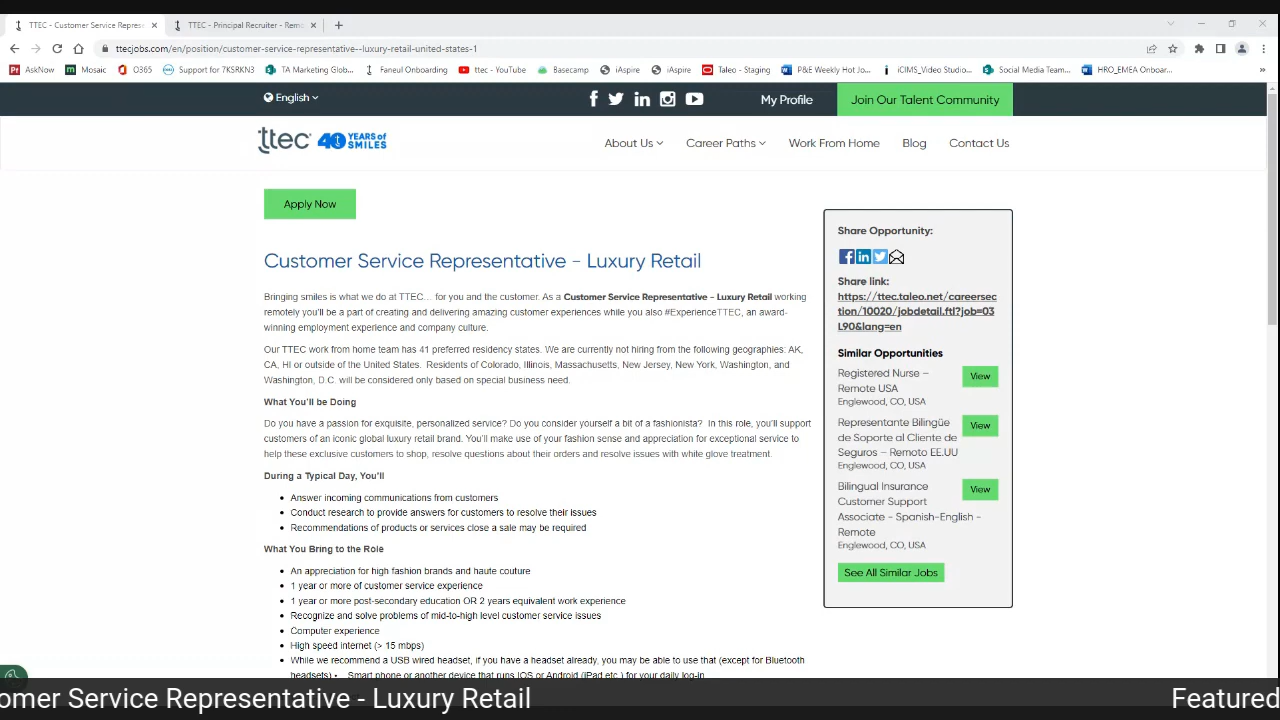 TTEC - Customer Service Represe
TTEC - Principal Recruiter - Remo
ttecjobs.com/en/position/customer-service-representative--luxury-retail-united-states-1
AskNow Mosaic O365 Support for 7KSRKN3 TA Marketing Glob... Faneul Onboarding ttec - YouTube Basecamp iAspire iAspire Taleo - Staging P&E Weekly Hot Jo... iCIMS_Video Studio... Social Media Team... HRO_EMEA Onboar... »
English
My Profile
Join Our Talent Community
ttec 40 YEARS of SMILES
About Us Career Paths Work From Home Blog Contact Us
Apply Now
Customer Service Representative - Luxury Retail
Bringing smiles is what we do at TTEC... for you and the customer. As a Customer Service Representative - Luxury Retail working
remotely you'll be a part of creating and delivering amazing customer experiences while you also #ExperienceTTEC, an award-
winning employment experience and company culture.
Our TTEC work from home team has 41 preferred residency states. We are currently not hiring from the following geographies: AK,
CA, HI or outside of the United States. Residents of Colorado, Illinois, Massachusetts, New Jersey, New York, Washington, and
Washington, D.C. will be considered only based on special business need.
What You'll be Doing
Do you have a passion for exquisite, personalized service? Do you consider yourself a bit of a fashionista? In this role, you'll support
customers of an iconic global luxury retail brand. You'll make use of your fashion sense and appreciation for exceptional service to
help these exclusive customers to shop, resolve questions about their orders and resolve issues with white glove treatment.
During a Typical Day, You'll
• Answer incoming communications from customers
• Conduct research to provide answers for customers to resolve their issues
• Recommendations of products or services close a sale may be required
What You Bring to the Role
• An appreciation for high fashion brands and haute couture
• 1 year or more of customer service experience
• 1 year or more post-secondary education OR 2 years equivalent work experience
• Recognize and solve problems of mid-to-high level customer service issues
• Computer experience
• High speed internet (> 15 mbps)
• While we recommend a USB wired headset, if you have a headset already, you may be able to use that (except for Bluetooth
headsets) • Smart phone or another device that runs IOS or Android (iPad etc.) for your daily log-in
Share Opportunity:
Share link:
https://ttec.taleo.net/careersec
tion/10020/jobdetail.ftl?job=03
L90&lang=en
Similar Opportunities
Registered Nurse –
Remote USA
Englewood, CO, USA
View
Representante Bilingüe
de Soporte al Cliente de
Seguros – Remoto EE.UU
Englewood, CO, USA
View
Bilingual Insurance
Customer Support
Associate - Spanish-English -
Remote
Englewood, CO, USA
View
See All Similar Jobs
omer Service Representative - Luxury Retail
Featured